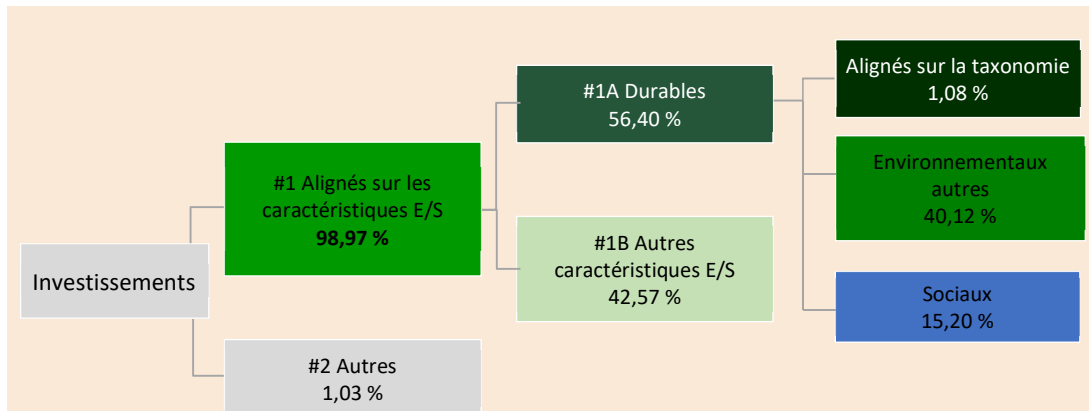 Investissements
#1 Alignés sur les
caractéristiques E/S
98,97 %
#2 Autres
1,03 %
#1A Durables
56,40 %
#1B Autres
caractéristiques E/S
42,57 %
Alignés sur la taxonomie
1,08 %
Environnementaux
autres
40,12 %
Sociaux
15,20 %